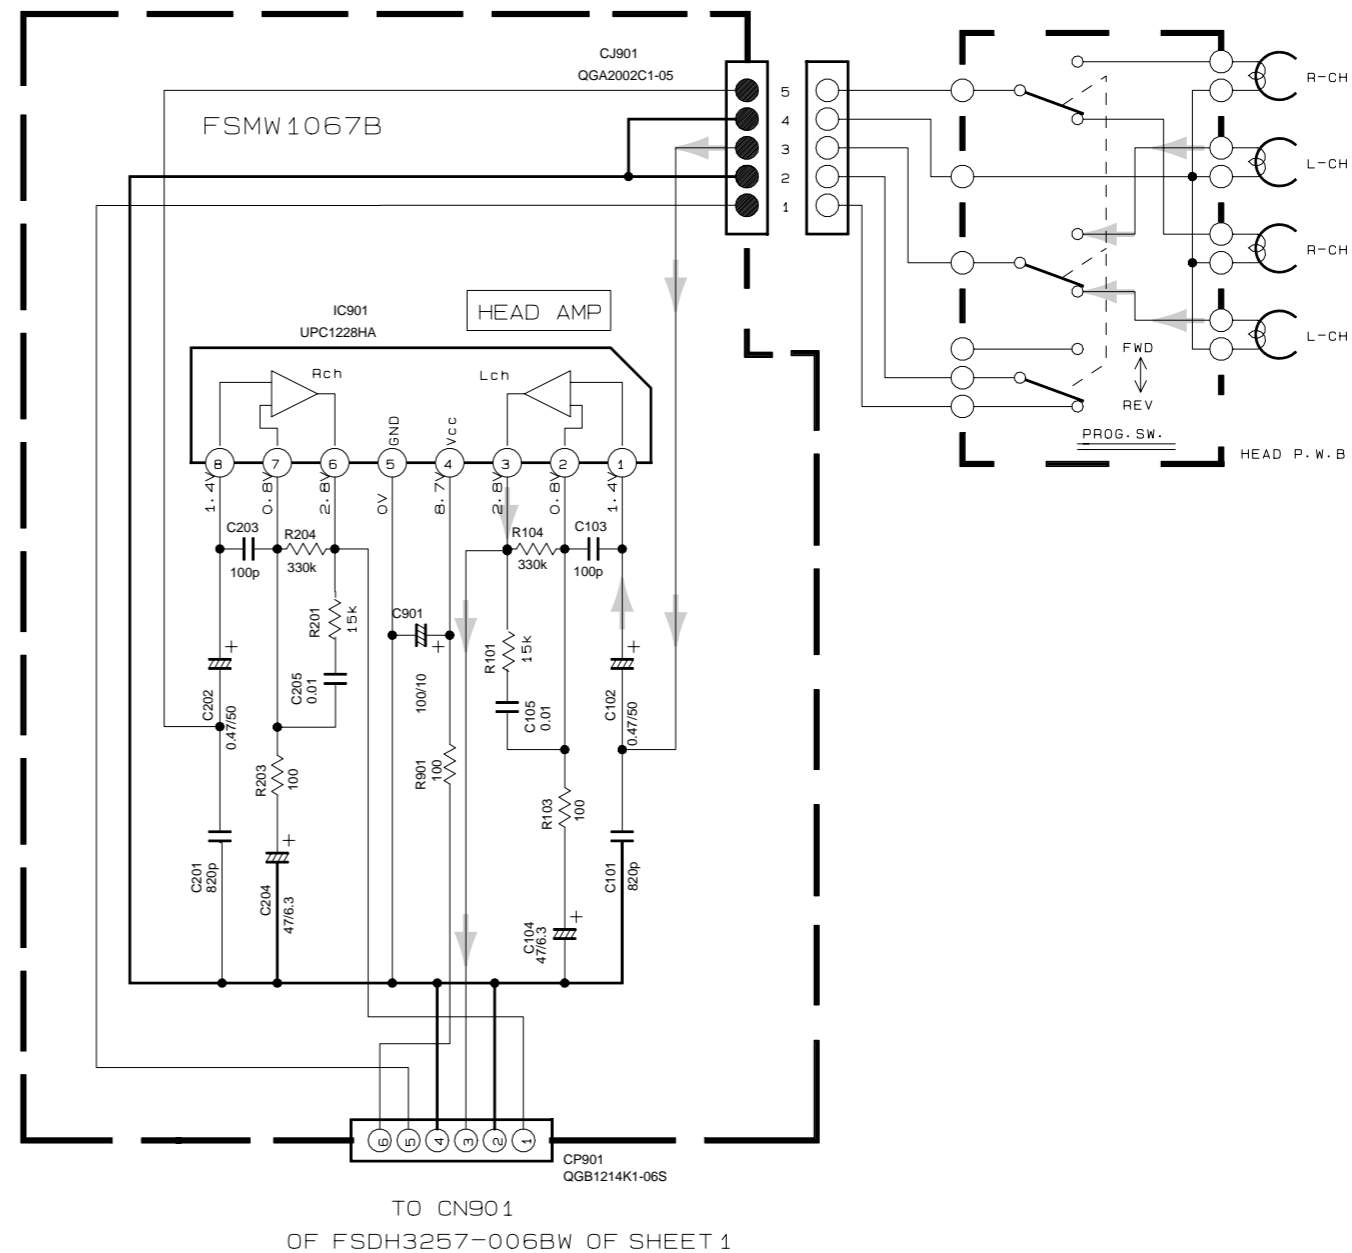 CJ901
QGA2002C1-05
FSMW1067B
5
4
3
2
1
R-CH
L-CH
R-CH
L-CH
FWD
REV
PROG. SW.
HEAD P.W.B
IC901
UPC1228HA
HEAD AMP
Rch
Lch
GND
Vcc
8
7
6
5
4
3
2
1
1.4V
0.8V
2.8V
0V
8.7V
2.8V
0.8V
1.4V
C203
100p
R204
330k
R104
330k
C103
100p
R201
15k
C901
+
100/10
R101
15k
+
C202
0.47/50
C205
0.01
C105
0.01
+
C102
0.47/50
R203
100
R901
100
R103
100
C201
820p
+
C204
47/6.3
+
C104
47/6.3
C101
820p
6
5
4
3
2
1
CP901
QGB1214K1-06S
TO CN901
OF FSDH3257-006BW OF SHEET 1